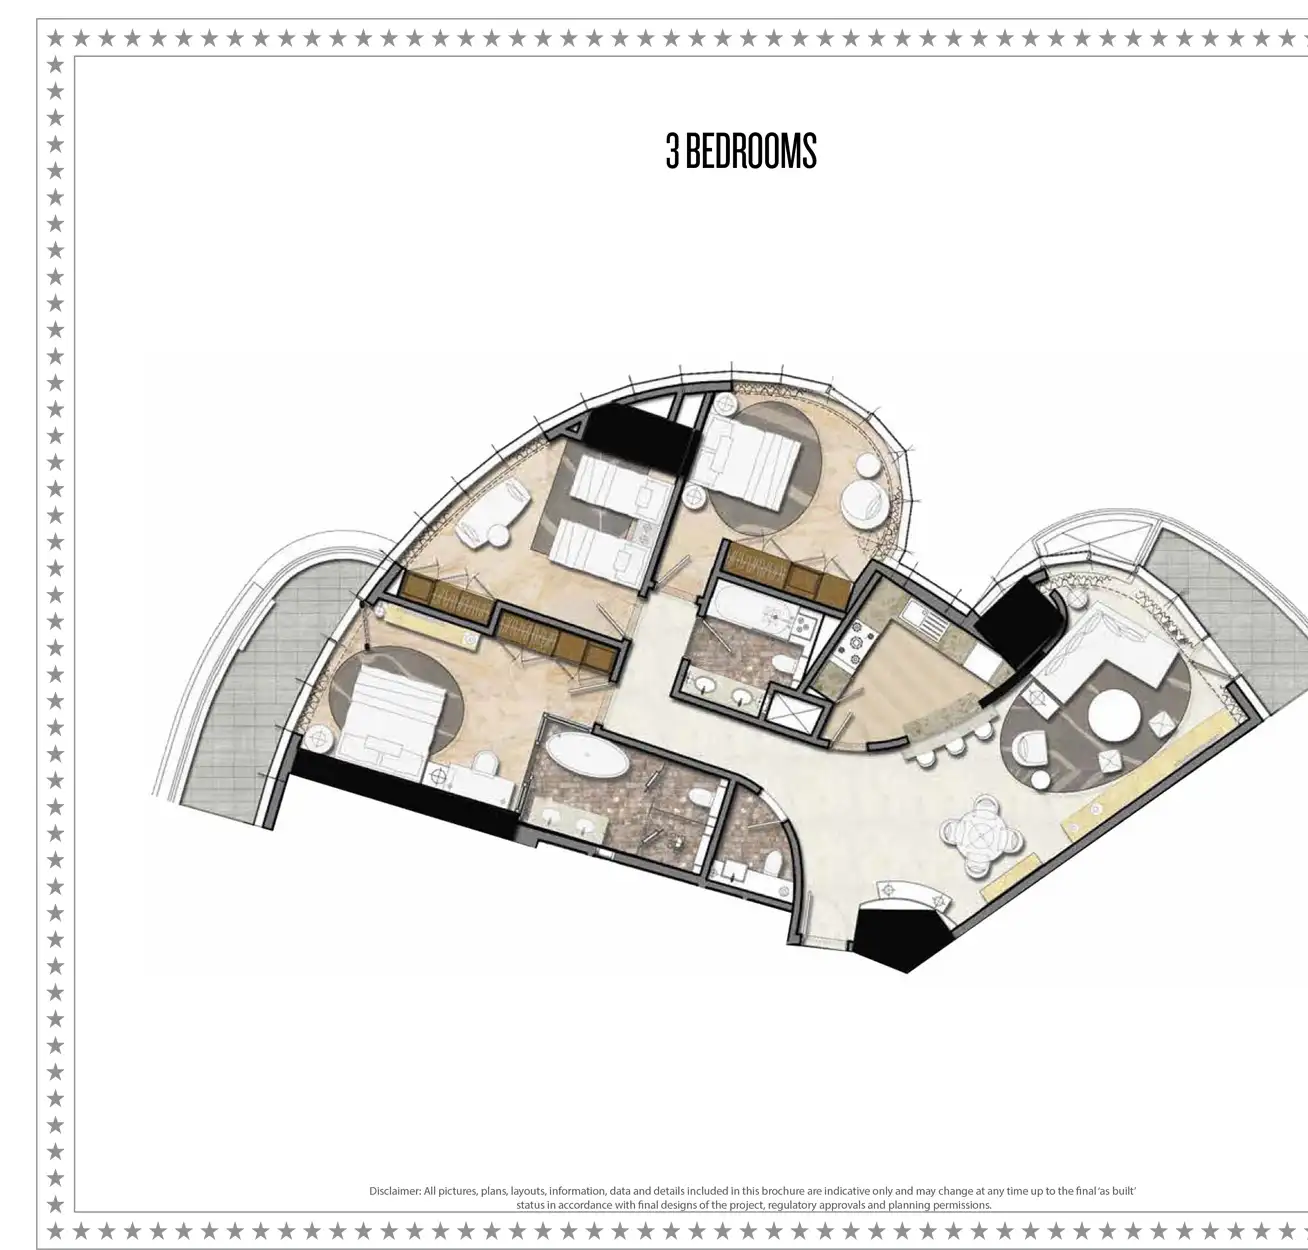 3 BEDROOMS
Disclaimer: All pictures, plans, layouts, information, data and details included in this brochure are indicative only and may change at any time up to the final ‘as built’
status in accordance with final designs of the project, regulatory approvals and planning permissions.